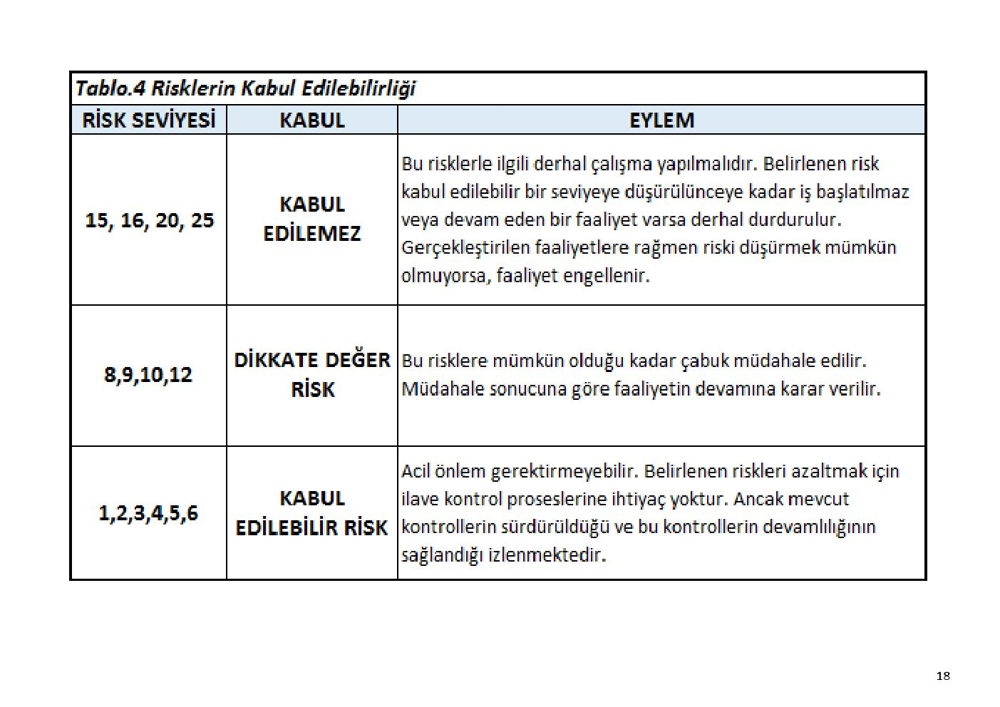 Tablo.4 Risklerin Kabul Edilebilirliği
RİSK SEVİYESİ KABUL EYLEM
15, 16, 20, 25
KABUL
EDİLEMEZ
Bu risklerle ilgili derhal çalışma yapılmalıdır. Belirlenen risk
kabul edilebilir bir seviyeye düşürülünceye kadar iş başlatılmaz
veya devam eden bir faaliyet varsa derhal durdurulur.
Gerçekleştirilen faaliyetlere rağmen riski düşürmek mümkün
olmuyorsa, faaliyet engellenir.
8,9,10,12
DİKKATE DEĞER
RİSK
Bu risklere mümkün olduğu kadar çabuk müdahale edilir.
Müdahale sonucuna göre faaliyetin devamına karar verilir.
1,2,3,4,5,6
KABUL
EDİLEBİLİR RİSK
Acil önlem gerektirmeyebilir. Belirlenen riskleri azaltmak için
ilave kontrol proseslerine ihtiyaç yoktur. Ancak mevcut
kontrollerin sürdürüldüğü ve bu kontrollerin devamlılığının
sağlandığı izlenmektedir.
18